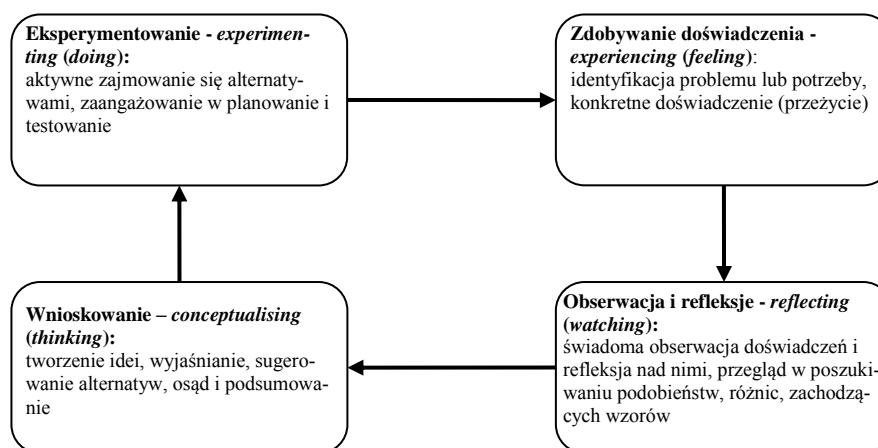 Eksperymentowanie - experimen-
ting (doing):
aktywne zajmowanie się alternaty-
wami, zaangażowanie w planowanie i
testowanie
Zdobywanie doświadczenia -
experiencing (feeling):
identyfikacja problemu lub potrzeby,
konkretne doświadczenie (przeżycie)
Wnioskowanie – conceptualising
(thinking):
tworzenie idei, wyjaśnianie, sugero-
wanie alternatyw, osąd i podsumowa-
nie
Obserwacja i refleksje - reflecting
(watching):
świadoma obserwacja doświadczeń i
refleksja nad nimi, przegląd w poszuki-
waniu podobieństw, różnic, zachodzą-
cych wzorów